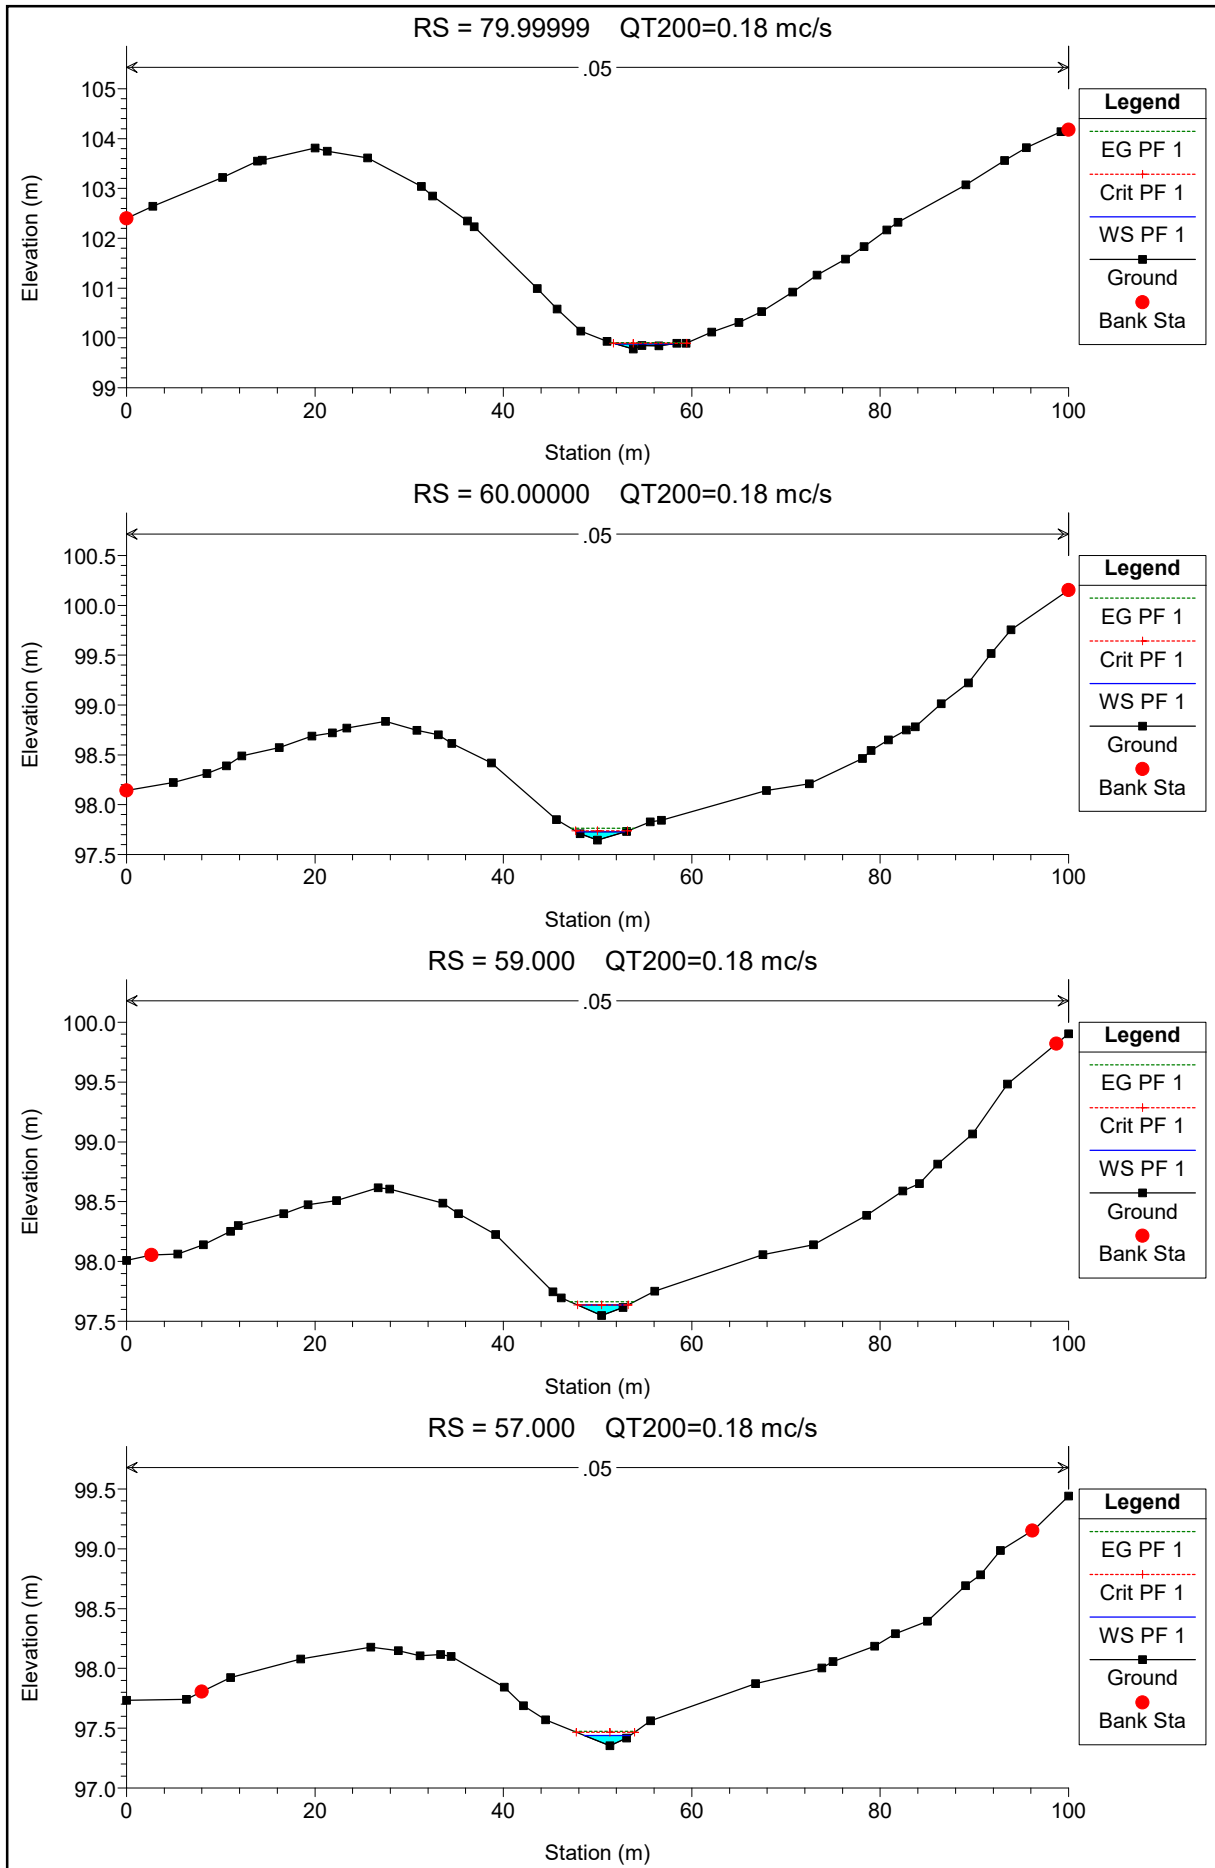 RS = 79.99999 QT200=0.18 mc/s
.05
105
104
103
102
101
100
99
Elevation (m)
0 20 40 60 80 100
Station (m)
Legend
EG PF 1
Crit PF 1
WS PF 1
Ground
Bank Sta
RS = 60.00000 QT200=0.18 mc/s
.05
100.5
100.0
99.5
99.0
98.5
98.0
97.5
Elevation (m)
0 20 40 60 80 100
Station (m)
Legend
EG PF 1
Crit PF 1
WS PF 1
Ground
Bank Sta
RS = 59.000 QT200=0.18 mc/s
.05
100.0
99.5
99.0
98.5
98.0
97.5
Elevation (m)
0 20 40 60 80 100
Station (m)
Legend
EG PF 1
Crit PF 1
WS PF 1
Ground
Bank Sta
RS = 57.000 QT200=0.18 mc/s
.05
99.5
99.0
98.5
98.0
97.5
97.0
Elevation (m)
0 20 40 60 80 100
Station (m)
Legend
EG PF 1
Crit PF 1
WS PF 1
Ground
Bank Sta